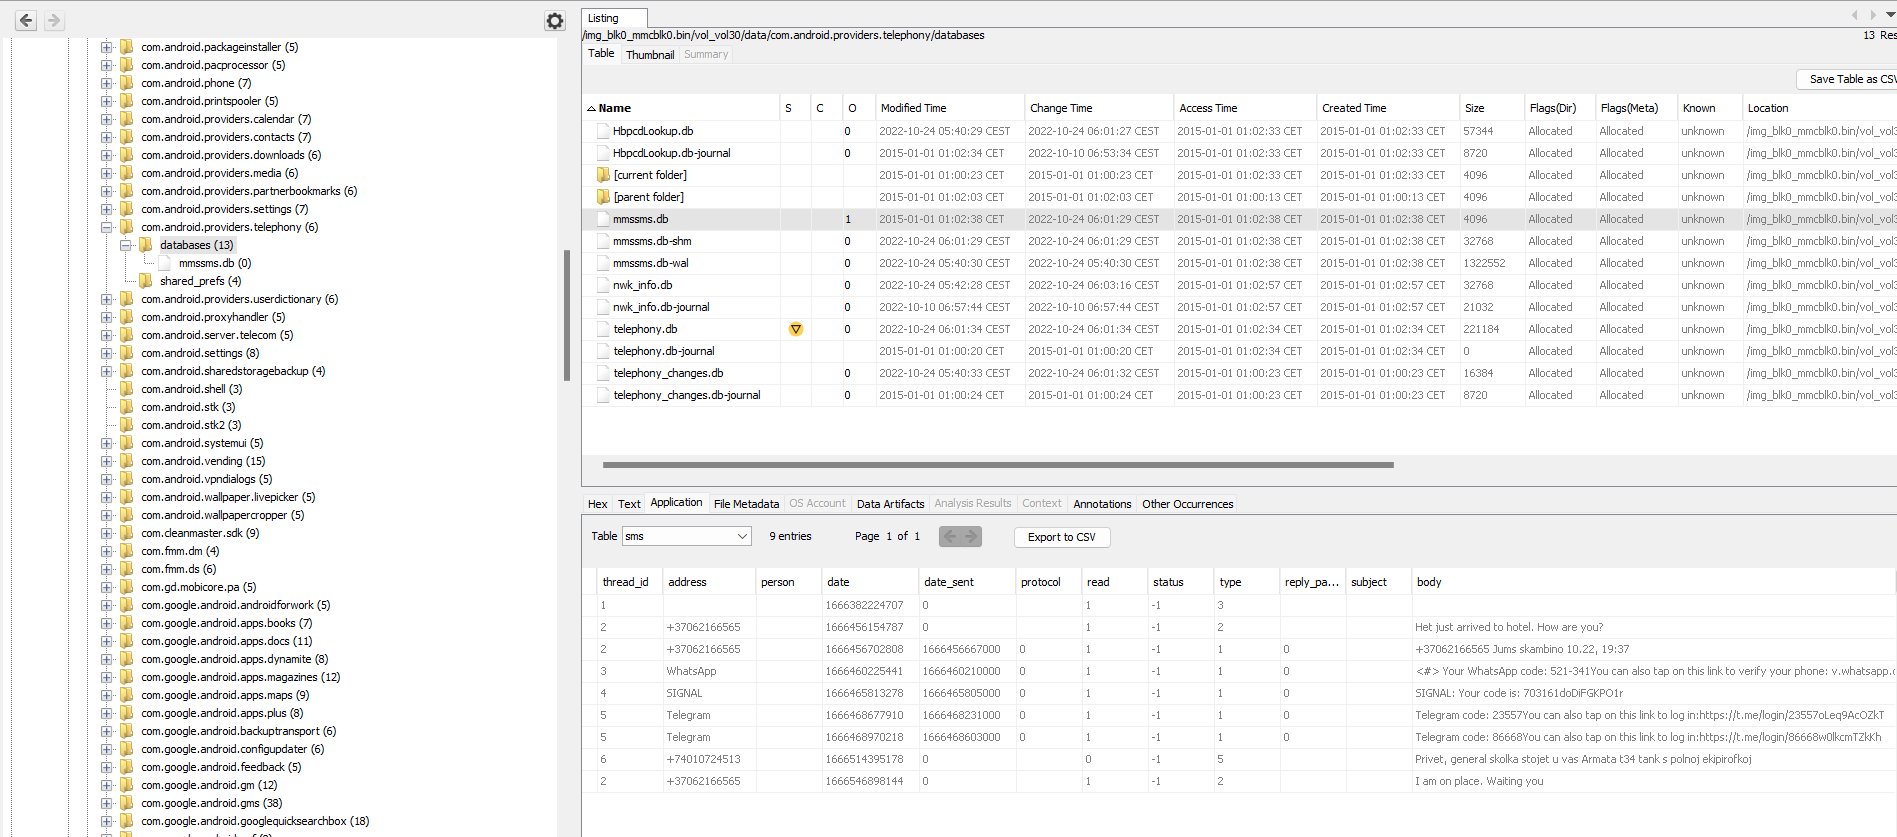 com.android.packageinstaller (5)
com.android.pacprocessor (5)
com.android.phone (7)
com.android.printspooler (5)
com.android.providers.calendar (7)
com.android.providers.contacts (7)
com.android.providers.downloads (6)
com.android.providers.media (6)
com.android.providers.partnerbookmarks (6)
com.android.providers.settings (7)
com.android.providers.telephony (6)
databases (13)
mmssms.db (0)
shared_prefs (4)
com.android.providers.userdictionary (6)
com.android.proxyhandler (5)
com.android.server.telecom (5)
com.android.settings (8)
com.android.sharedstoragebackup (4)
com.android.shell (3)
com.android.stk (3)
com.android.stk2 (3)
com.android.systemui (5)
com.android.vending (15)
com.android.vpndialogs (5)
com.android.wallpaper.livepicker (5)
com.android.wallpapercropper (5)
com.cleanmaster.sdk (9)
com.fmm.dm (4)
com.fmm.ds (6)
com.gd.mobicore.pa (5)
com.google.android.androidforwork (5)
com.google.android.apps.books (7)
com.google.android.apps.docs (11)
com.google.android.apps.dynamite (8)
com.google.android.apps.magazines (12)
com.google.android.apps.maps (9)
com.google.android.apps.plus (8)
com.google.android.backuptransport (6)
com.google.android.configupdater (6)
com.google.android.feedback (5)
com.google.android.gm (12)
com.google.android.gms (38)
com.google.android.googlequicksearchbox (18)
Listing
/img_blk0_mmcblk0.bin/vol_vol30/data/com.android.providers.telephony/databases 13 Res
Table Thumbnail Summary
Save Table as CSV
Name S C O Modified Time Change Time Access Time Created Time Size Flags(Dir) Flags(Meta) Known Location
HbpcdLookup.db 0 2022-10-24 05:40:29 CEST 2022-10-24 06:01:27 CEST 2015-01-01 01:02:33 CET 2015-01-01 01:02:33 CET 57344 Allocated Allocated unknown /img_blk0_mmcblk0.bin/vol_vol3
HbpcdLookup.db-journal 0 2015-01-01 01:02:34 CET 2022-10-10 06:53:34 CEST 2015-01-01 01:02:33 CET 2015-01-01 01:02:33 CET 8720 Allocated Allocated unknown /img_blk0_mmcblk0.bin/vol_vol3
[current folder] 2015-01-01 01:00:23 CET 2015-01-01 01:00:23 CET 2015-01-01 01:00:23 CET 2015-01-01 01:00:23 CET 4096 Allocated Allocated unknown /img_blk0_mmcblk0.bin/vol_vol3
[parent folder] 2015-01-01 01:02:03 CET 2015-01-01 01:02:03 CET 2015-01-01 01:00:13 CET 2015-01-01 01:00:13 CET 4096 Allocated Allocated unknown /img_blk0_mmcblk0.bin/vol_vol3
mmssms.db 1 2015-01-01 01:02:38 CET 2022-10-24 06:01:29 CEST 2015-01-01 01:02:38 CET 2015-01-01 01:02:38 CET 4096 Allocated Allocated unknown /img_blk0_mmcblk0.bin/vol_vol3
mmssms.db-shm 0 2022-10-24 06:01:29 CEST 2022-10-24 06:01:29 CEST 2015-01-01 01:02:38 CET 2015-01-01 01:02:38 CET 32768 Allocated Allocated unknown /img_blk0_mmcblk0.bin/vol_vol3
mmssms.db-wal 0 2022-10-24 05:40:30 CEST 2022-10-24 05:40:30 CEST 2015-01-01 01:02:38 CET 2015-01-01 01:02:38 CET 1322552 Allocated Allocated unknown /img_blk0_mmcblk0.bin/vol_vol3
nwk_info.db 0 2022-10-24 05:42:28 CEST 2022-10-24 06:03:16 CEST 2015-01-01 01:02:57 CET 2015-01-01 01:02:57 CET 32768 Allocated Allocated unknown /img_blk0_mmcblk0.bin/vol_vol3
nwk_info.db-journal 0 2022-10-10 06:57:44 CEST 2022-10-10 06:57:44 CEST 2015-01-01 01:02:57 CET 2015-01-01 01:02:57 CET 21032 Allocated Allocated unknown /img_blk0_mmcblk0.bin/vol_vol3
telephony.db 0 2022-10-24 06:01:34 CEST 2022-10-24 06:01:34 CEST 2015-01-01 01:02:34 CET 2015-01-01 01:02:34 CET 221184 Allocated Allocated unknown /img_blk0_mmcblk0.bin/vol_vol3
telephony.db-journal 2015-01-01 01:00:20 CET 2015-01-01 01:00:20 CET 2015-01-01 01:02:34 CET 2015-01-01 01:02:34 CET 0 Allocated Allocated unknown /img_blk0_mmcblk0.bin/vol_vol3
telephony_changes.db 0 2022-10-24 05:40:33 CEST 2022-10-24 06:01:32 CEST 2015-01-01 01:00:23 CET 2015-01-01 01:00:23 CET 16384 Allocated Allocated unknown /img_blk0_mmcblk0.bin/vol_vol3
telephony_changes.db-journal 0 2015-01-01 01:00:24 CET 2015-01-01 01:00:24 CET 2015-01-01 01:00:23 CET 2015-01-01 01:00:23 CET 8720 Allocated Allocated unknown /img_blk0_mmcblk0.bin/vol_vol3
Hex Text Application File Metadata OS Account Data Artifacts Analysis Results Context Annotations Other Occurrences
Table sms 9 entries Page 1 of 1 Export to CSV
thread_id address person date date_sent protocol read status type reply_pa... subject body
1 1666382224707 0 1 -1 3
2 +37062166565 1666456154787 0 1 -1 2 Het just arrived to hotel. How are you?
2 +37062166565 1666456702808 1666456667000 0 1 -1 1 0 +37062166565 Jums skambino 10.22, 19:37
3 WhatsApp 1666460225441 1666460210000 0 1 -1 1 0 <#> Your WhatsApp code: 521-341You can also tap on this link to verify your phone: v.whatsapp.c
4 SIGNAL 1666465813278 1666465805000 0 1 -1 1 0 SIGNAL: Your code is: 703161doDiFGKPO1r
5 Telegram 1666468677910 1666468231000 0 1 -1 1 0 Telegram code: 23557You can also tap on this link to log in:https://t.me/login/23557oLeq9AcOZkT
5 Telegram 1666468970218 1666468603000 0 1 -1 1 0 Telegram code: 86668You can also tap on this link to log in:https://t.me/login/86668w0lkcmTZkKh
6 +74010724513 1666514395178 0 0 -1 5 Privet, general skolka stojet u vas Armata t34 tank s polnoj ekipirofkoj
2 +37062166565 1666546898144 0 1 -1 2 I am on place. Waiting you